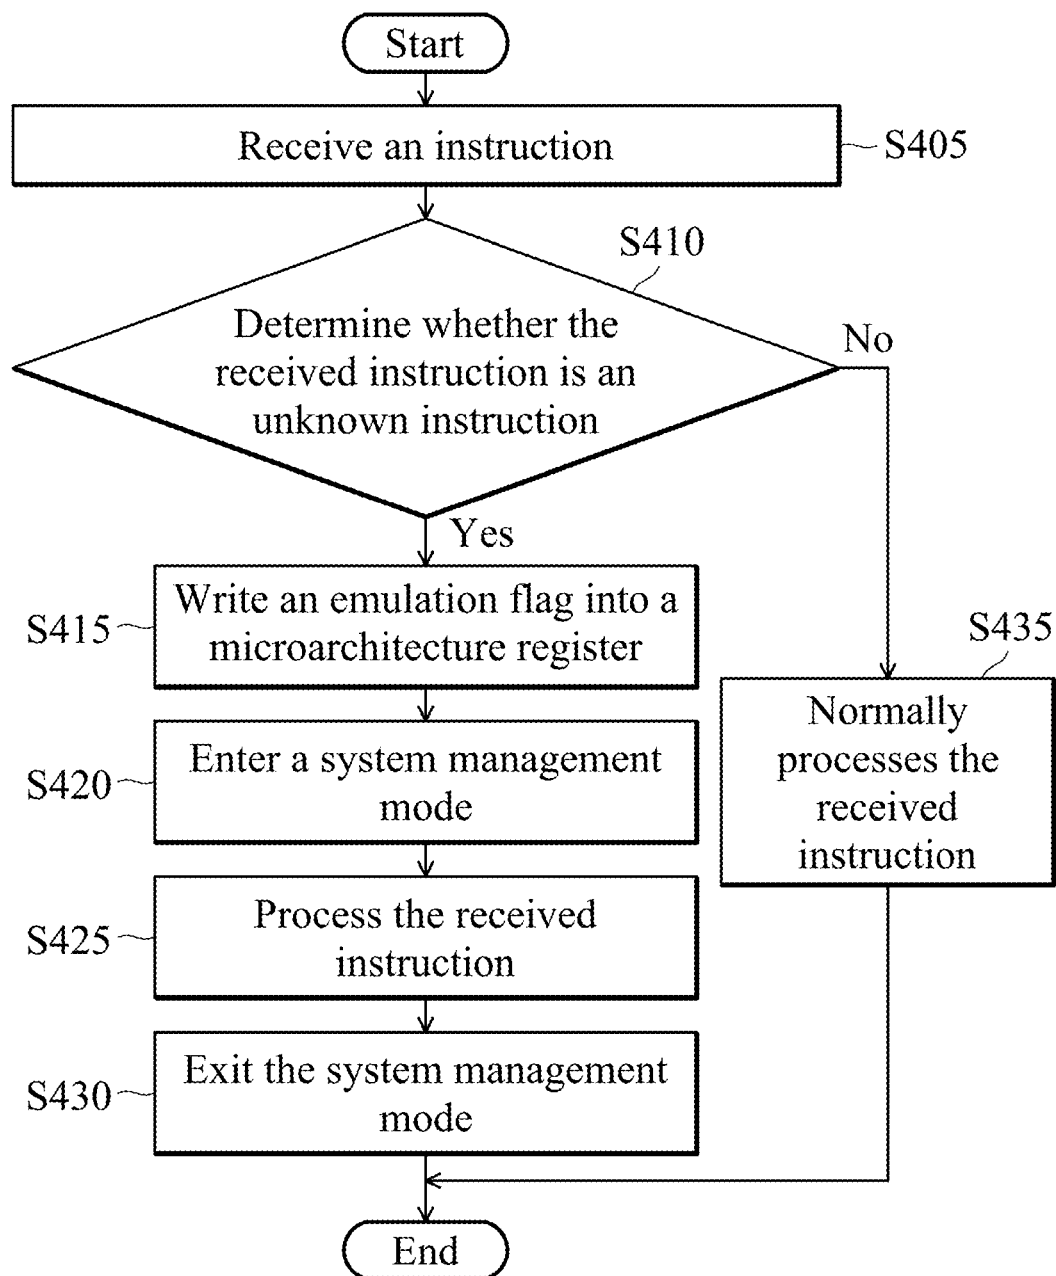 Start
Receive an instruction
S405
S410
Determine whether the
received instruction is an
unknown instruction
No
Yes
S415
Write an emulation flag into a
microarchitecture register
S435
Normally
processes the
received
instruction
S420
Enter a system management
mode
S425
Process the received
instruction
S430
Exit the system management
mode
End